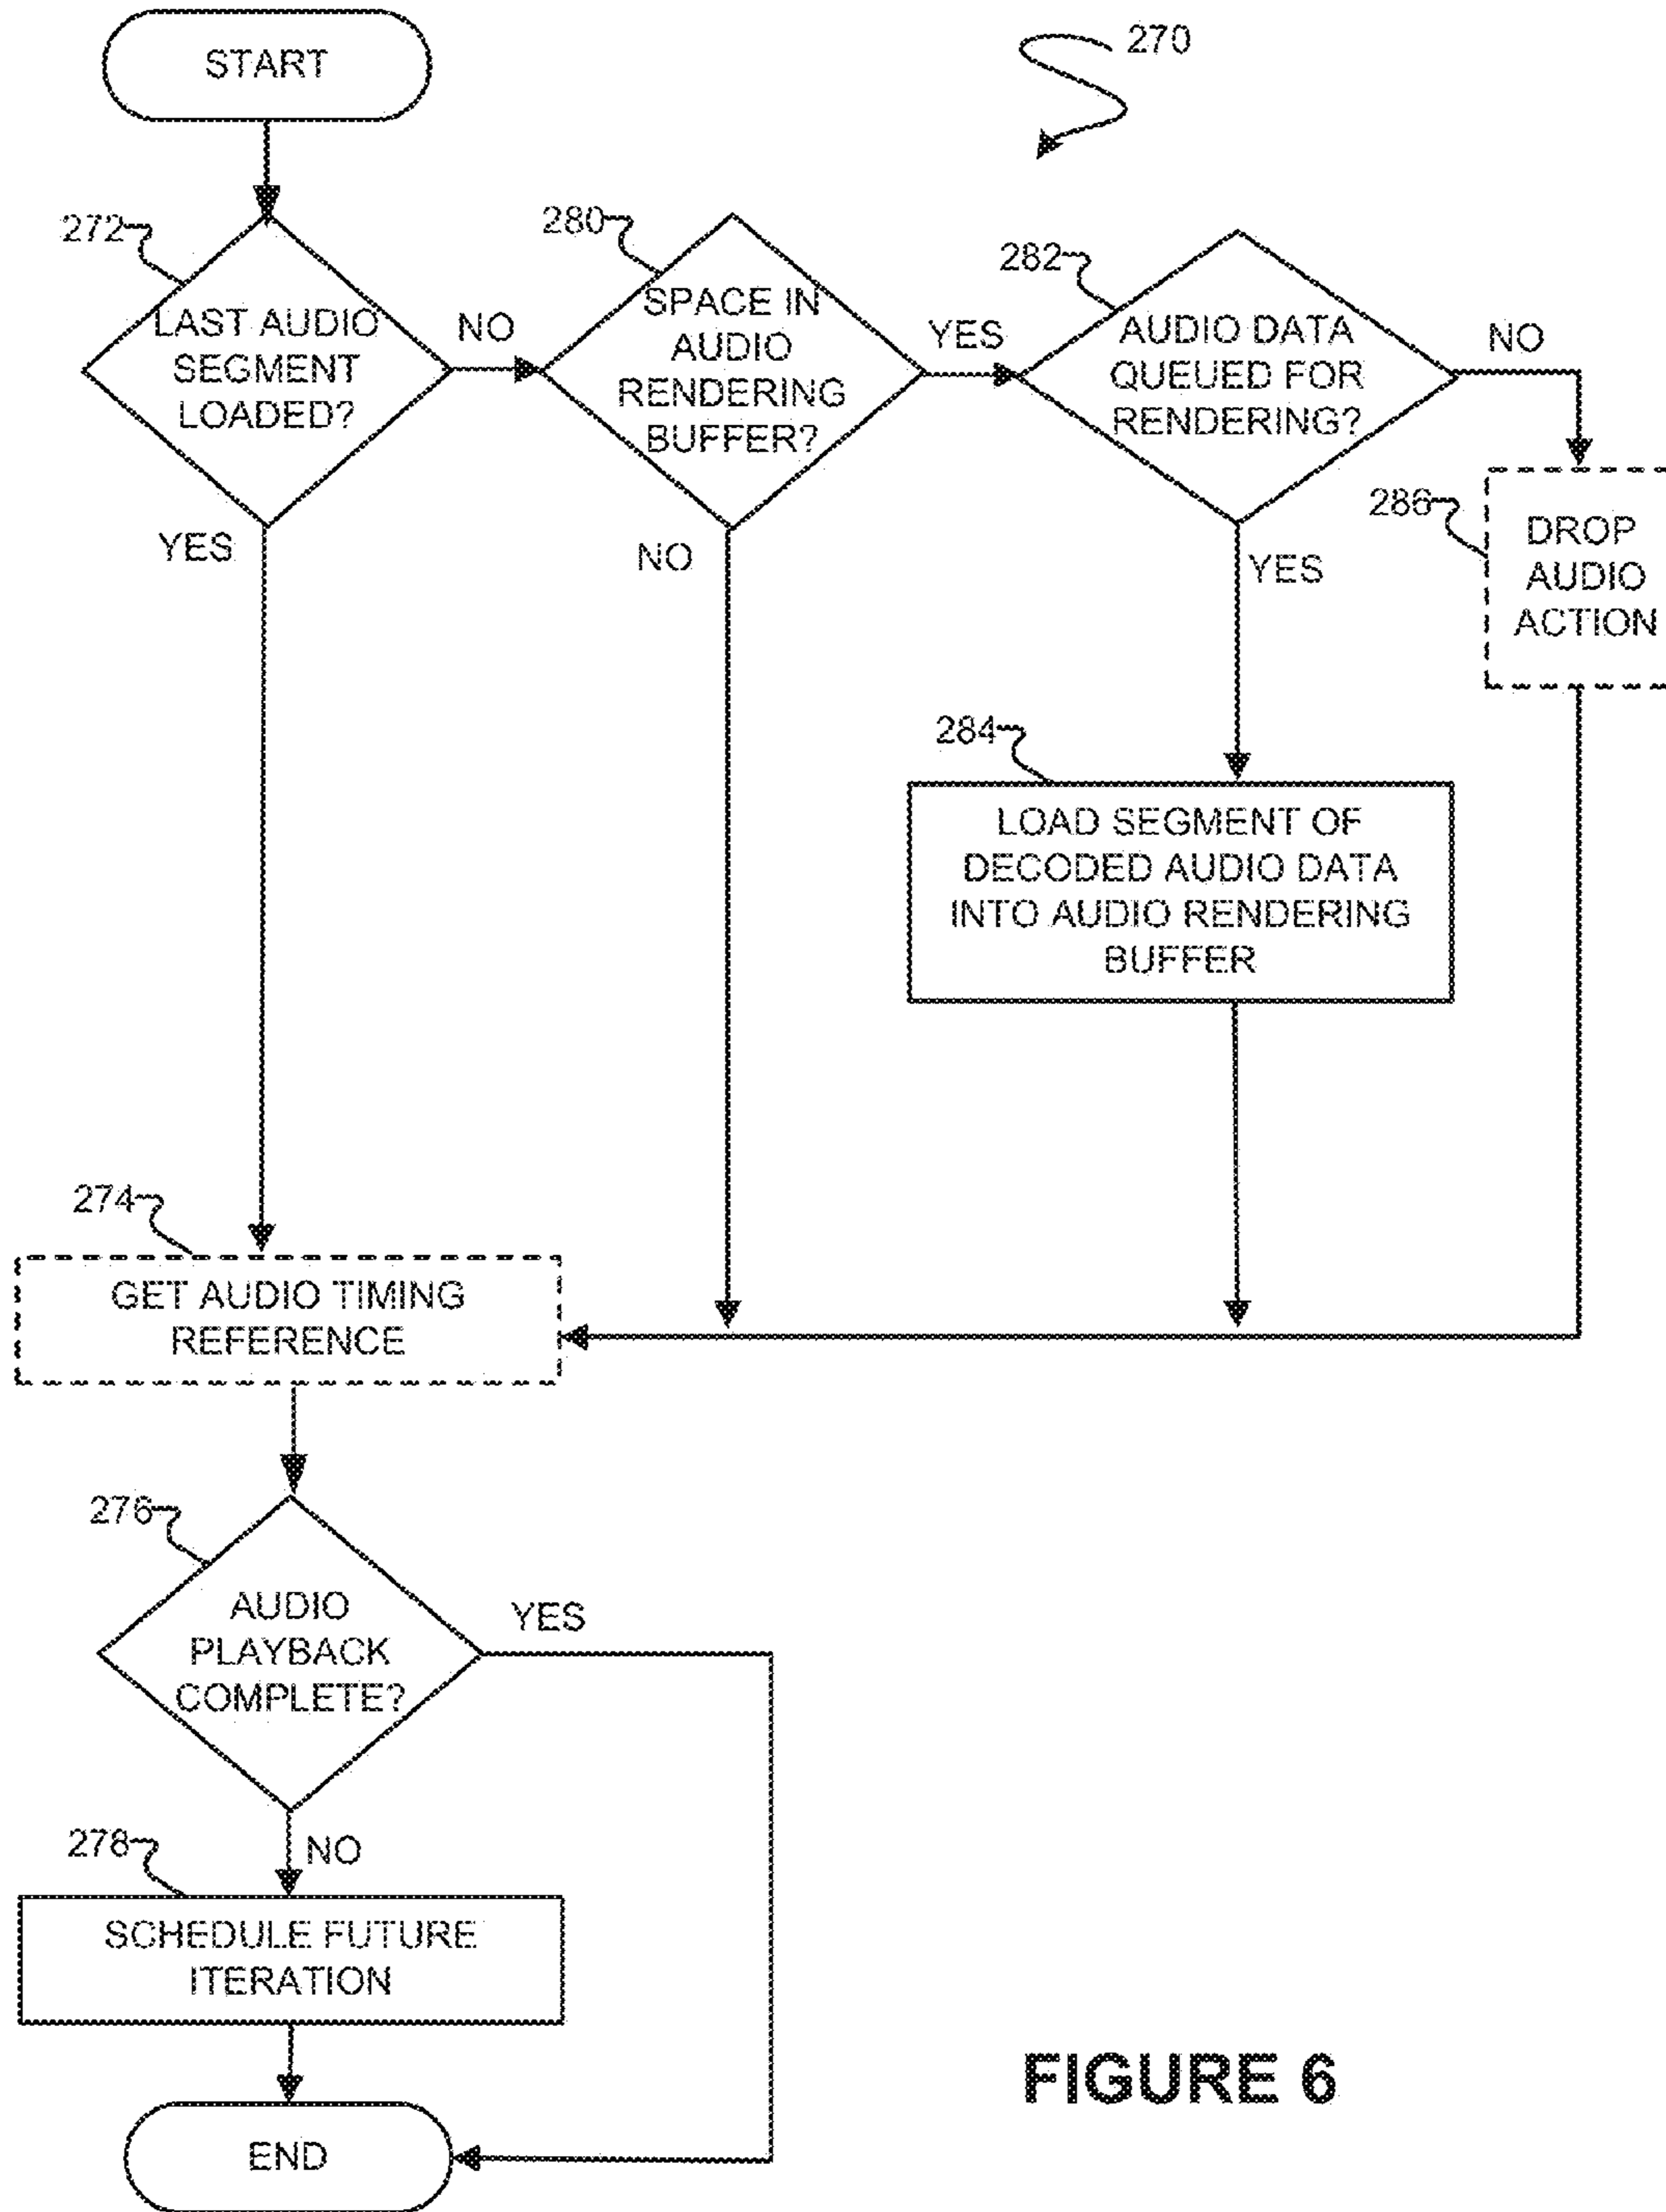 START
270
272
LAST AUDIO
SEGMENT
LOADED?
NO
YES
280
SPACE IN
AUDIO
RENDERING
BUFFER?
YES
NO
282
AUDIO DATA
QUEUED FOR
RENDERING?
NO
YES
286
DROP
AUDIO
ACTION
284
LOAD SEGMENT OF
DECODED AUDIO DATA
INTO AUDIO RENDERING
BUFFER
274
GET AUDIO TIMING
REFERENCE
276
AUDIO
PLAYBACK
COMPLETE?
YES
NO
278
SCHEDULE FUTURE
ITERATION
END
FIGURE 6